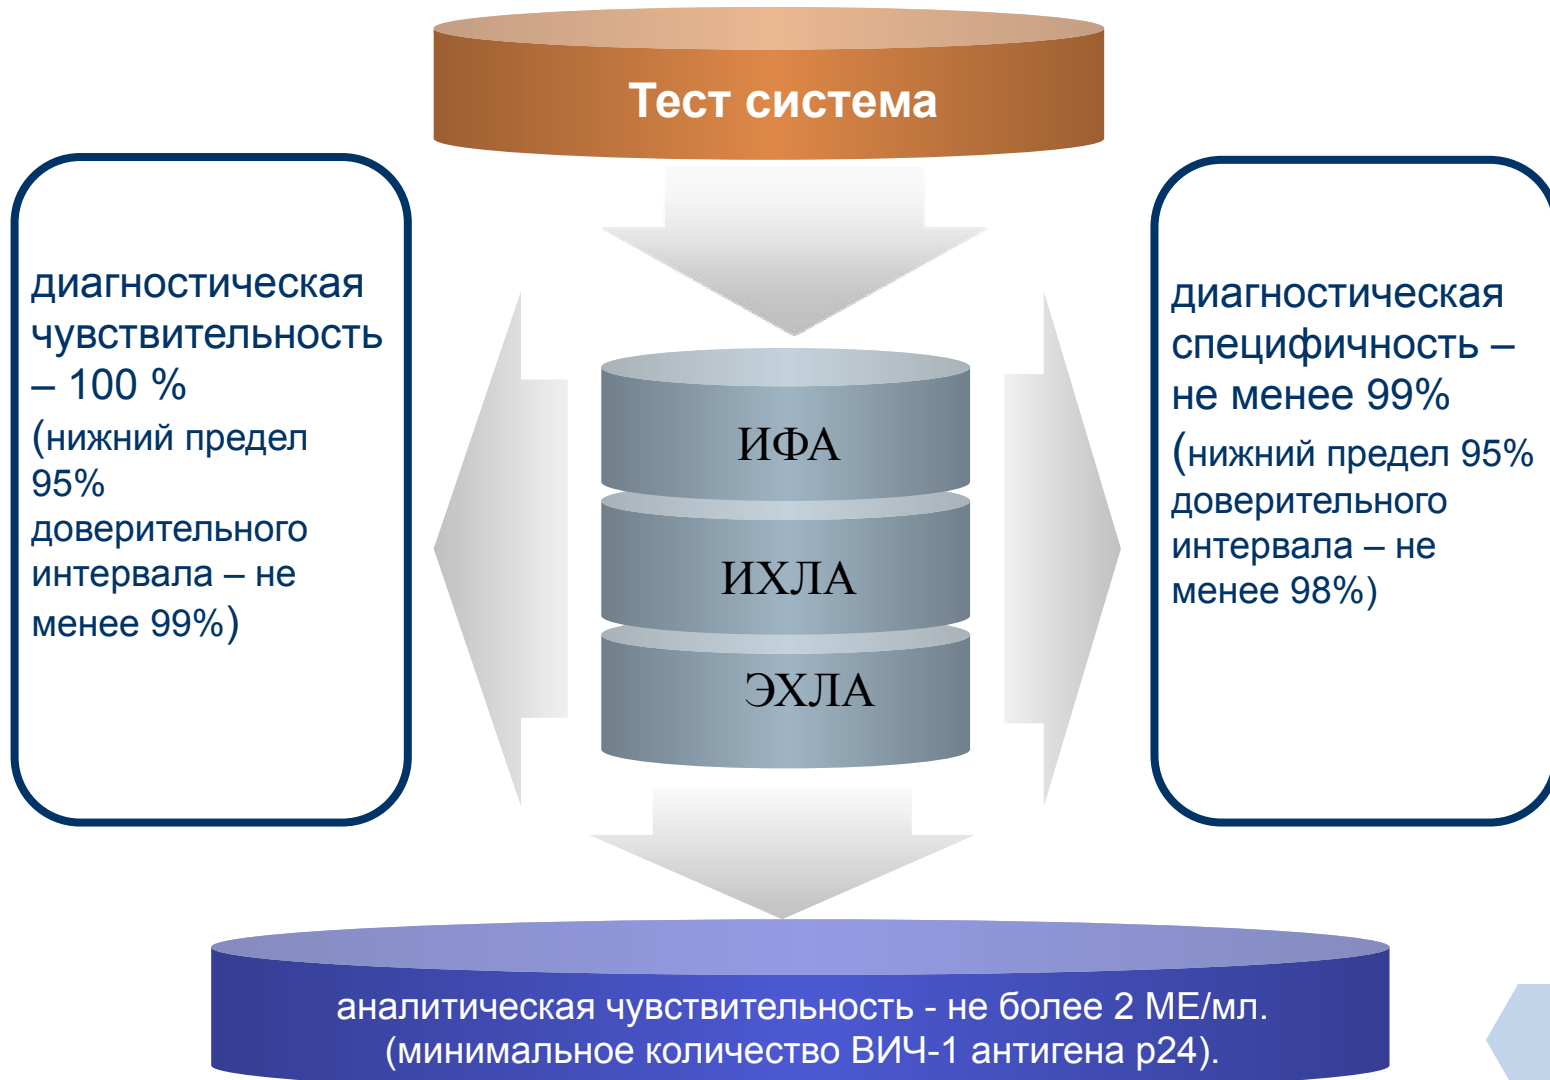 Тест система
диагностическая
чувствительность
– 100 %
(нижний предел
95%
доверительного
интервала – не
менее 99%)
ИФА
ИХЛА
ЭХЛА
диагностическая
специфичность –
не менее 99%
(нижний предел 95%
доверительного
интервала – не
менее 98%)
аналитическая чувствительность - не более 2 МЕ/мл.
(минимальное количество ВИЧ-1 антигена р24).